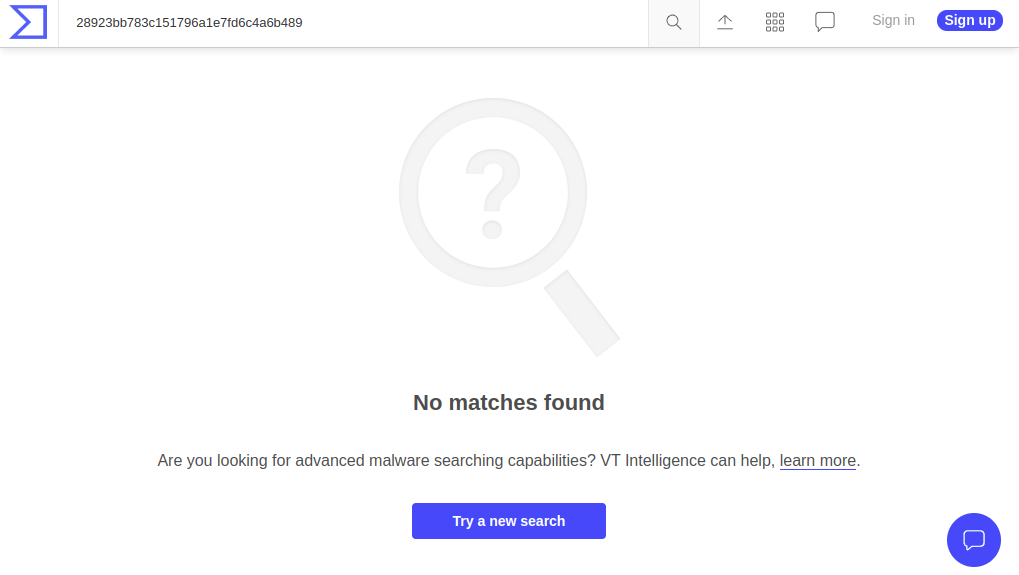 28923bb783c151796a1e7fd6c4a6b489
Sign in
Sign up
?
No matches found
Are you looking for advanced malware searching capabilities? VT Intelligence can help, learn more.
Try a new search